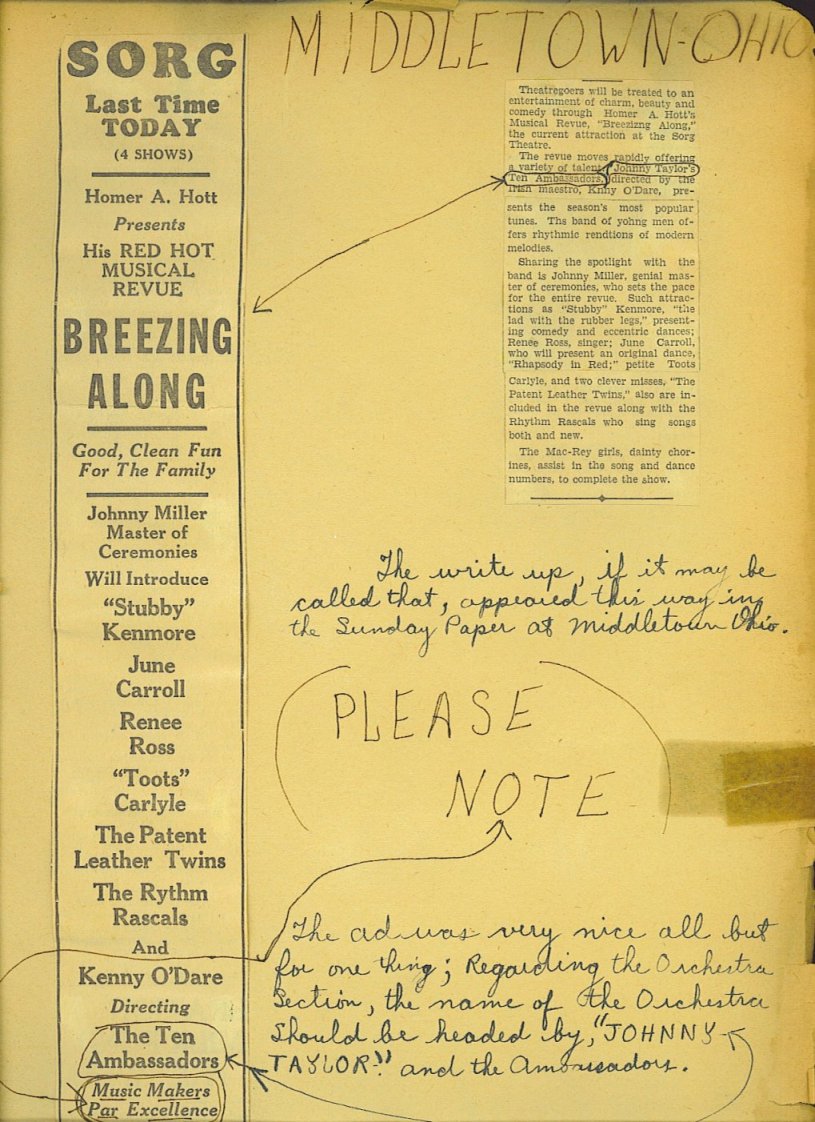 MIDDLETOWN-OHIO.
SORG
Last Time
TODAY
(4 SHOWS)
Homer A. Hott
Presents
His RED HOT
MUSICAL
REVUE
BREEZING
ALONG
Good, Clean Fun
For The Family
Johnny Miller
Master of
Ceremonies
Will Introduce
"Stubby"
Kenmore
June
Carroll
Renee
Ross
"Toots"
Carlyle
The Patent
Leather Twins
The Rythm
Rascals
And
Kenny O'Dare
Directing
The Ten
Ambassadors
Music Makers
Par Excellence
Theatregoers will be treated to an
entertainment of charm, beauty and
comedy through Homer A. Hott's
Musical Revue, "Breezizng Along,"
the current attraction at the Sorg
Theatre.
The revue moves rapidly offering
a variety of talent. Johnny Taylor's
Ten Ambassadors, directed by the
Irish maestro, Knny O'Dare, pre-
sents the season's most popular
tunes. Ths band of yohng men of-
fers rhythmic rendtions of modern
melodies.
Sharing the spotlight with the
band is Johnny Miller, genial mas-
ter of ceremonies, who sets the pace
for the entire revue. Such attrac-
tions as "Stubby" Kenmore, "the
lad with the rubber legs," present-
ing comedy and eccentric dances;
Renee Ross, singer; June Carroll,
who will present an original dance,
"Rhapsody in Red;" petite Toots
Carlyle, and two clever misses, "The
Patent Leather Twins," also are in-
cluded in the revue along with the
Rhythm Rascals who sing songs
both and new.
The Mac-Rey girls, dainty chor-
ines, assist in the song and dance
numbers, to complete the show.
The write up, if it may be
called that, appeared this way in
the Sunday Paper at Middletown Ohio.
(PLEASE
NOTE)
The ad was very nice all but
for one thing; Regarding the Orchestra
Section, the name of the Orchestra
Should be headed by, "JOHNNY
TAYLOR." and the Ambassadors.